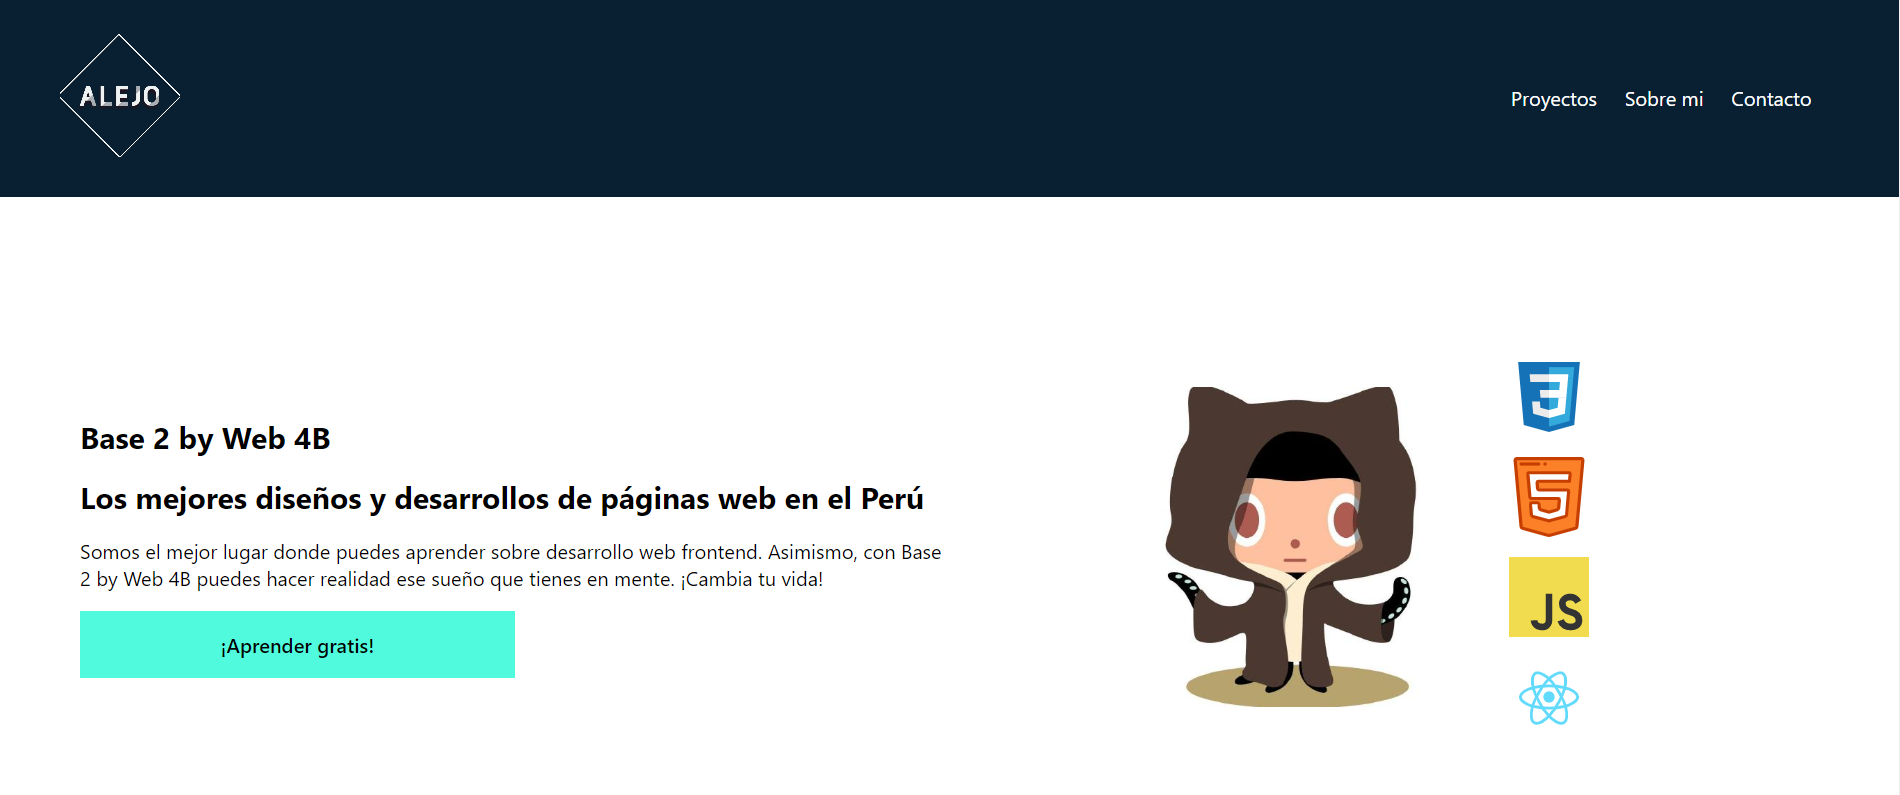 ALEJO
Proyectos Sobre mi Contacto
Base 2 by Web 4B
Los mejores diseños y desarrollos de páginas web en el Perú
Somos el mejor lugar donde puedes aprender sobre desarrollo web frontend. Asimismo, con Base
2 by Web 4B puedes hacer realidad ese sueño que tienes en mente. ¡Cambia tu vida!
¡Aprender gratis!
3
5
JS